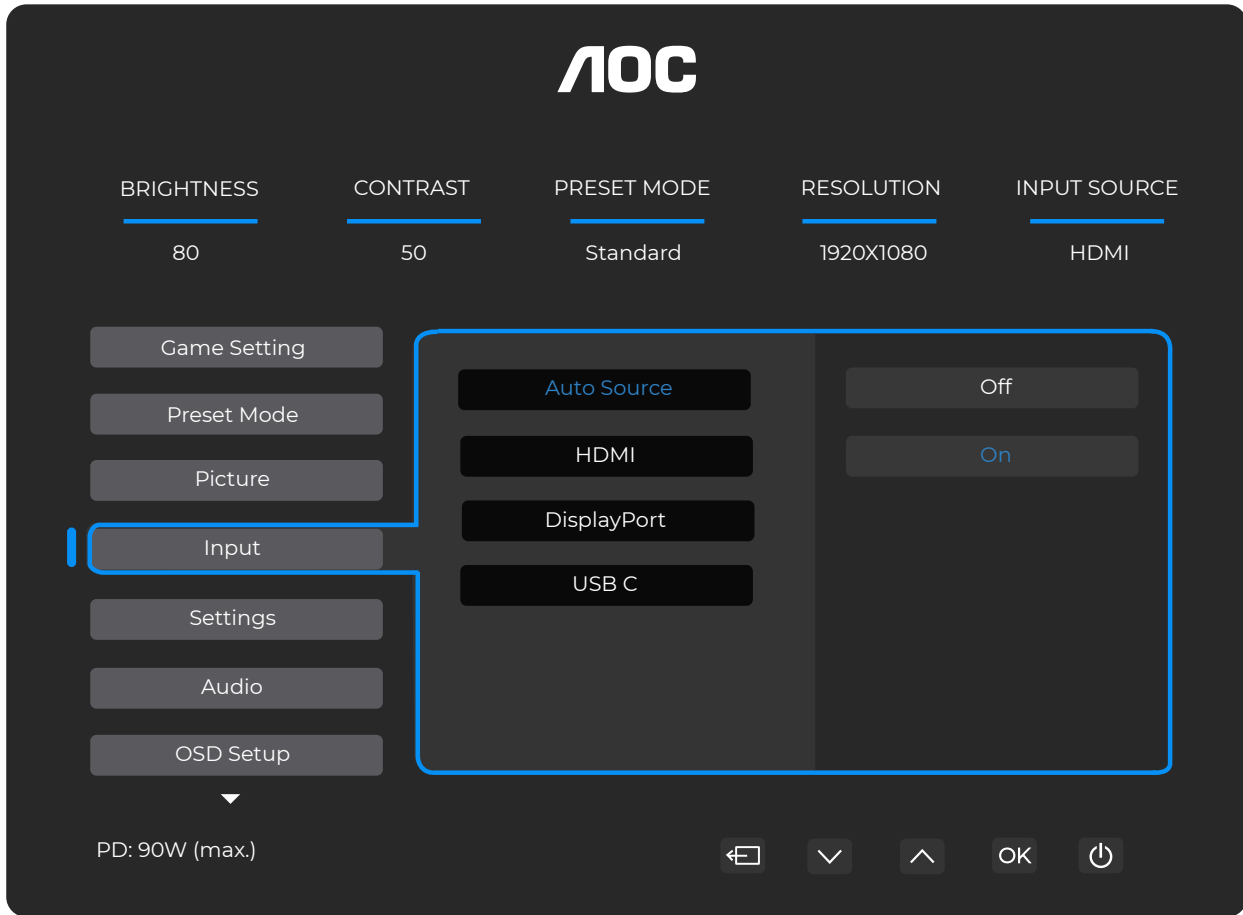 AOC
BRIGHTNESS CONTRAST PRESET MODE RESOLUTION INPUT SOURCE
80 50 Standard 1920X1080 HDMI
Game Setting
Preset Mode
Picture
Input
Settings
Audio
OSD Setup
Auto Source
HDMI
DisplayPort
USB C
Off
On
PD: 90W (max.)
OK